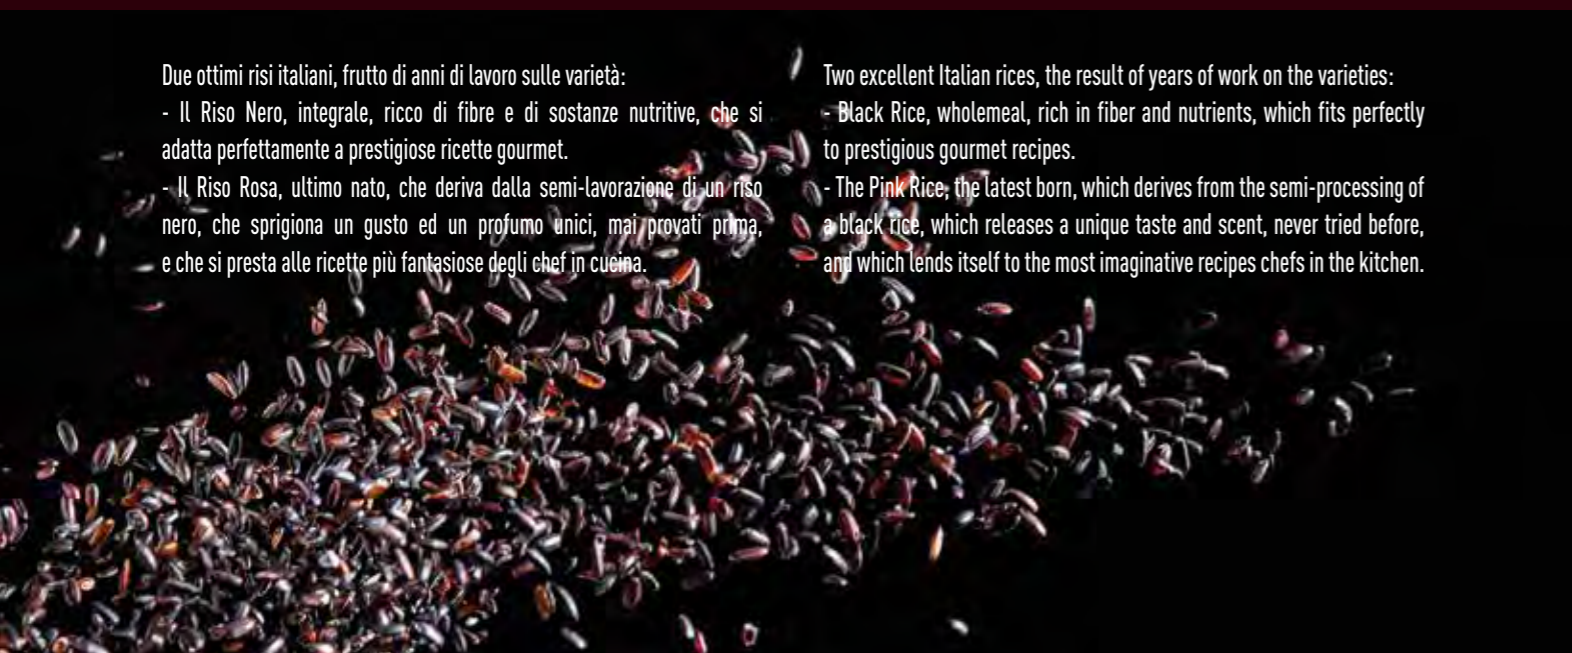 Due ottimi risi italiani, frutto di anni di lavoro sulle varietà:
- Il Riso Nero, integrale, ricco di fibre e di sostanze nutritive, che si
adatta perfettamente a prestigiose ricette gourmet.
- Il Riso Rosa, ultimo nato, che deriva dalla semi-lavorazione di un riso
nero, che sprigiona un gusto ed un profumo unici, mai provati prima,
e che si presta alle ricette più fantasiose degli chef in cucina.
Two excellent Italian rices, the result of years of work on the varieties:
- Black Rice, wholemeal, rich in fiber and nutrients, which fits perfectly
to prestigious gourmet recipes.
- The Pink Rice, the latest born, which derives from the semi-processing of
a black rice, which releases a unique taste and scent, never tried before,
and which lends itself to the most imaginative recipes chefs in the kitchen.